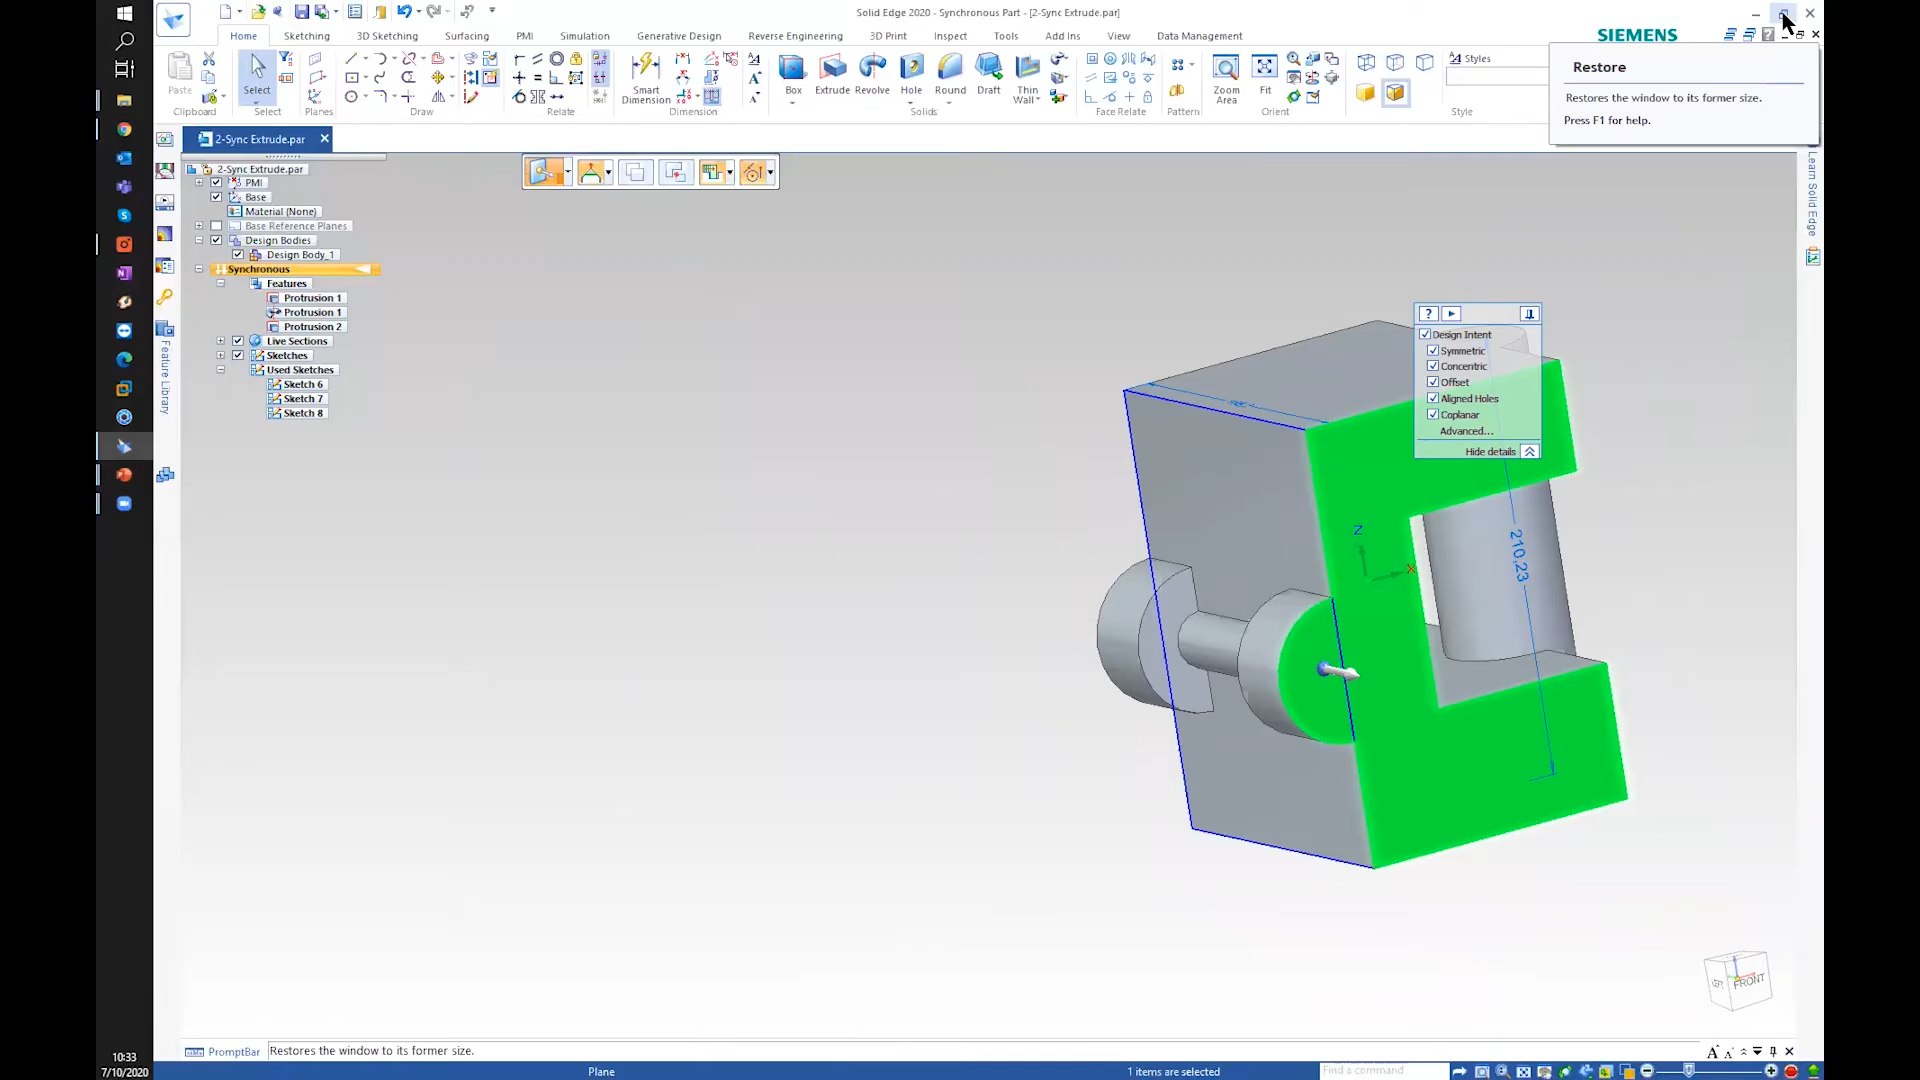 Solid Edge 2020 - Synchronous Part - [2-Sync Extrude.par]
Home Sketching 3D Sketching Surfacing PMI Simulation Generative Design Reverse Engineering 3D Print Inspect Tools Add Ins View Data Management
SIEMENS
Restore
Restores the window to its former size.
Press F1 for help.
Paste Select Smart Dimension Box Extrude Revolve Hole Round Draft Thin Wall Zoom Area Fit Styles
Clipboard Select Planes Draw Relate Dimension Solids Face Relate Pattern Orient Style
2-Sync Extrude.par
2-Sync Extrude.par
PMI
Base
Material (None)
Base Reference Planes
Design Bodies
Design Body_1
Synchronous
Features
Protrusion 1
Protrusion 1
Protrusion 2
Live Sections
Sketches
Used Sketches
Sketch 6
Sketch 7
Sketch 8
Feature Library
Learn Solid Edge
Design Intent
Symmetric
Concentric
Offset
Aligned Holes
Coplanar
Advanced...
Hide details
Z
X
210,23
FRONT
PromptBar
Restores the window to its former size.
Plane
1 items are selected
Find a command
10:33
7/10/2020